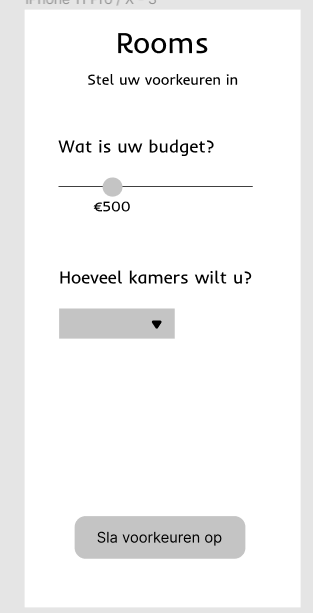 iPhone 11 Pro / X - 3
Rooms
Stel uw voorkeuren in
Wat is uw budget?
€500
Hoeveel kamers wilt u?
Sla voorkeuren op